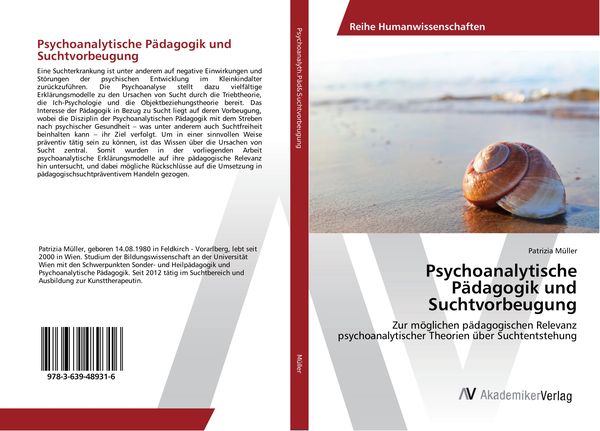 Psychoanalytische Pädagogik und
Suchtvorbeugung
Eine Suchterkrankung ist unter anderem auf negative Einwirkungen und
Störungen der psychischen Entwicklung im Kleinkindalter
zurückzuführen. Die Psychoanalyse stellt dazu vielfältige
Erklärungsmodelle zu den Ursachen von Sucht durch die Triebtheorie,
die Ich-Psychologie und die Objektbeziehungstheorie bereit. Das
Interesse der Pädagogik in Bezug zu Sucht liegt auf deren Vorbeugung,
wobei die Disziplin der Psychoanalytischen Pädagogik mit dem Streben
nach psychischer Gesundheit – was unter anderem auch Suchtfreiheit
beinhalten kann – ihr Ziel verfolgt. Um in einer sinnvollen Weise
präventiv tätig sein zu können, ist das Wissen über die Ursachen von
Sucht zentral. Somit wurden in der vorliegenden Arbeit
psychoanalytische Erklärungsmodelle auf ihre pädagogische Relevanz
hin untersucht, und dabei mögliche Rückschlüsse auf die Umsetzung in
pädagogischsuchtpräventivem Handeln gezogen.
Patrizia Müller, geboren 14.08.1980 in Feldkirch - Vorarlberg, lebt seit
2000 in Wien. Studium der Bildungswissenschaft an der Universität
Wien mit den Schwerpunkten Sonder- und Heilpädagogik und
Psychoanalytische Pädagogik. Seit 2012 tätig im Suchtbereich und
Ausbildung zur Kunsttherapeutin.
978-3-639-48931-6
Psychoanalyth.Päd&Suchtvorbeugung
Müller
Reihe Humanwissenschaften
Patrizia Müller
Psychoanalytische
Pädagogik und
Suchtvorbeugung
Zur möglichen pädagogischen Relevanz
psychoanalytischer Theorien über Suchtentstehung
AV AkademikerVerlag